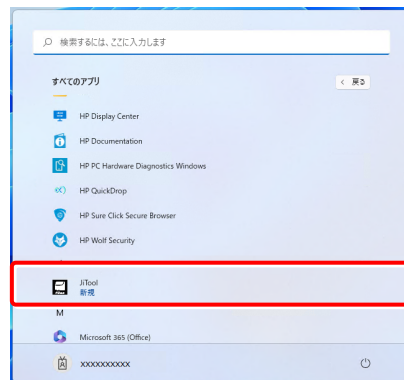 検索するには、ここに入力します
すべてのアプリ
戻る
HP Display Center
HP Documentation
HP PC Hardware Diagnostics Windows
HP QuickDrop
HP Sure Click Secure Browser
HP Wolf Security
JiTool
新規
M
Microsoft 365 (Office)
xxxxxxxxxx